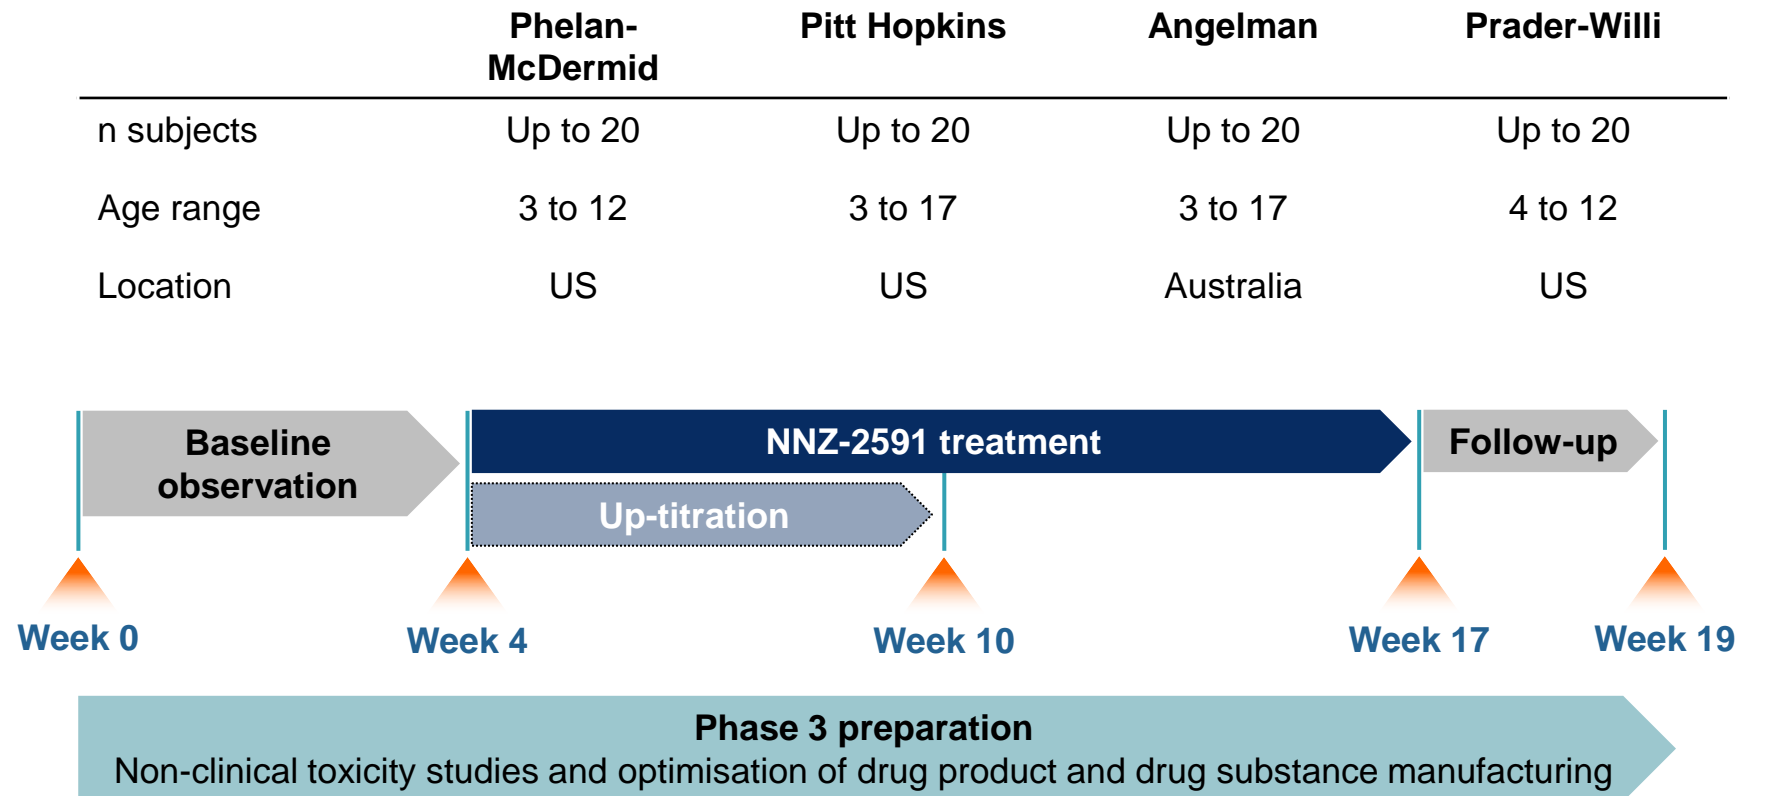 Phelan-McDermid Pitt Hopkins Angelman Prader-Willi
n subjects Up to 20 Up to 20 Up to 20 Up to 20
Age range 3 to 12 3 to 17 3 to 17 4 to 12
Location US US Australia US
Baseline
observation
NNZ-2591 treatment
Follow-up
Up-titration
Week 0 Week 4 Week 10 Week 17 Week 19
Phase 3 preparation
Non-clinical toxicity studies and optimisation of drug product and drug substance manufacturing